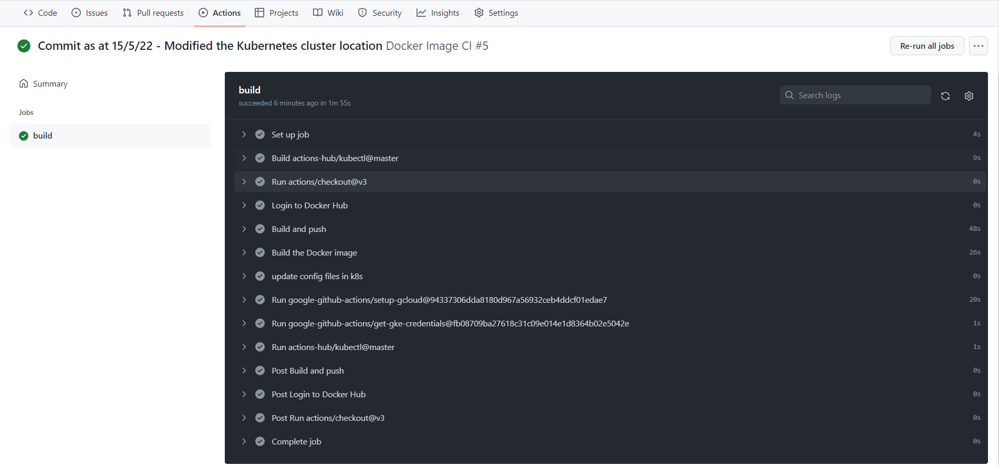 Code Issues Pull requests Actions Projects Wiki Security Insights Settings
Commit as at 15/5/22 - Modified the Kubernetes cluster location Docker Image CI #5
Re-run all jobs
Summary
Jobs
build
build
succeeded 6 minutes ago in 1m 55s
Search logs
Set up job 4s
Build actions-hub/kubectl@master 9s
Run actions/checkout@v3 0s
Login to Docker Hub 0s
Build and push 48s
Build the Docker image 26s
update config files in k8s 0s
Run google-github-actions/setup-gcloud@94337306dda8180d967a56932ceb4ddcf01edae7 20s
Run google-github-actions/get-gke-credentials@fb08709ba27618c31c09e014e1d8364b02e5042e 1s
Run actions-hub/kubectl@master 1s
Post Build and push 0s
Post Login to Docker Hub 0s
Post Run actions/checkout@v3 0s
Complete job 0s